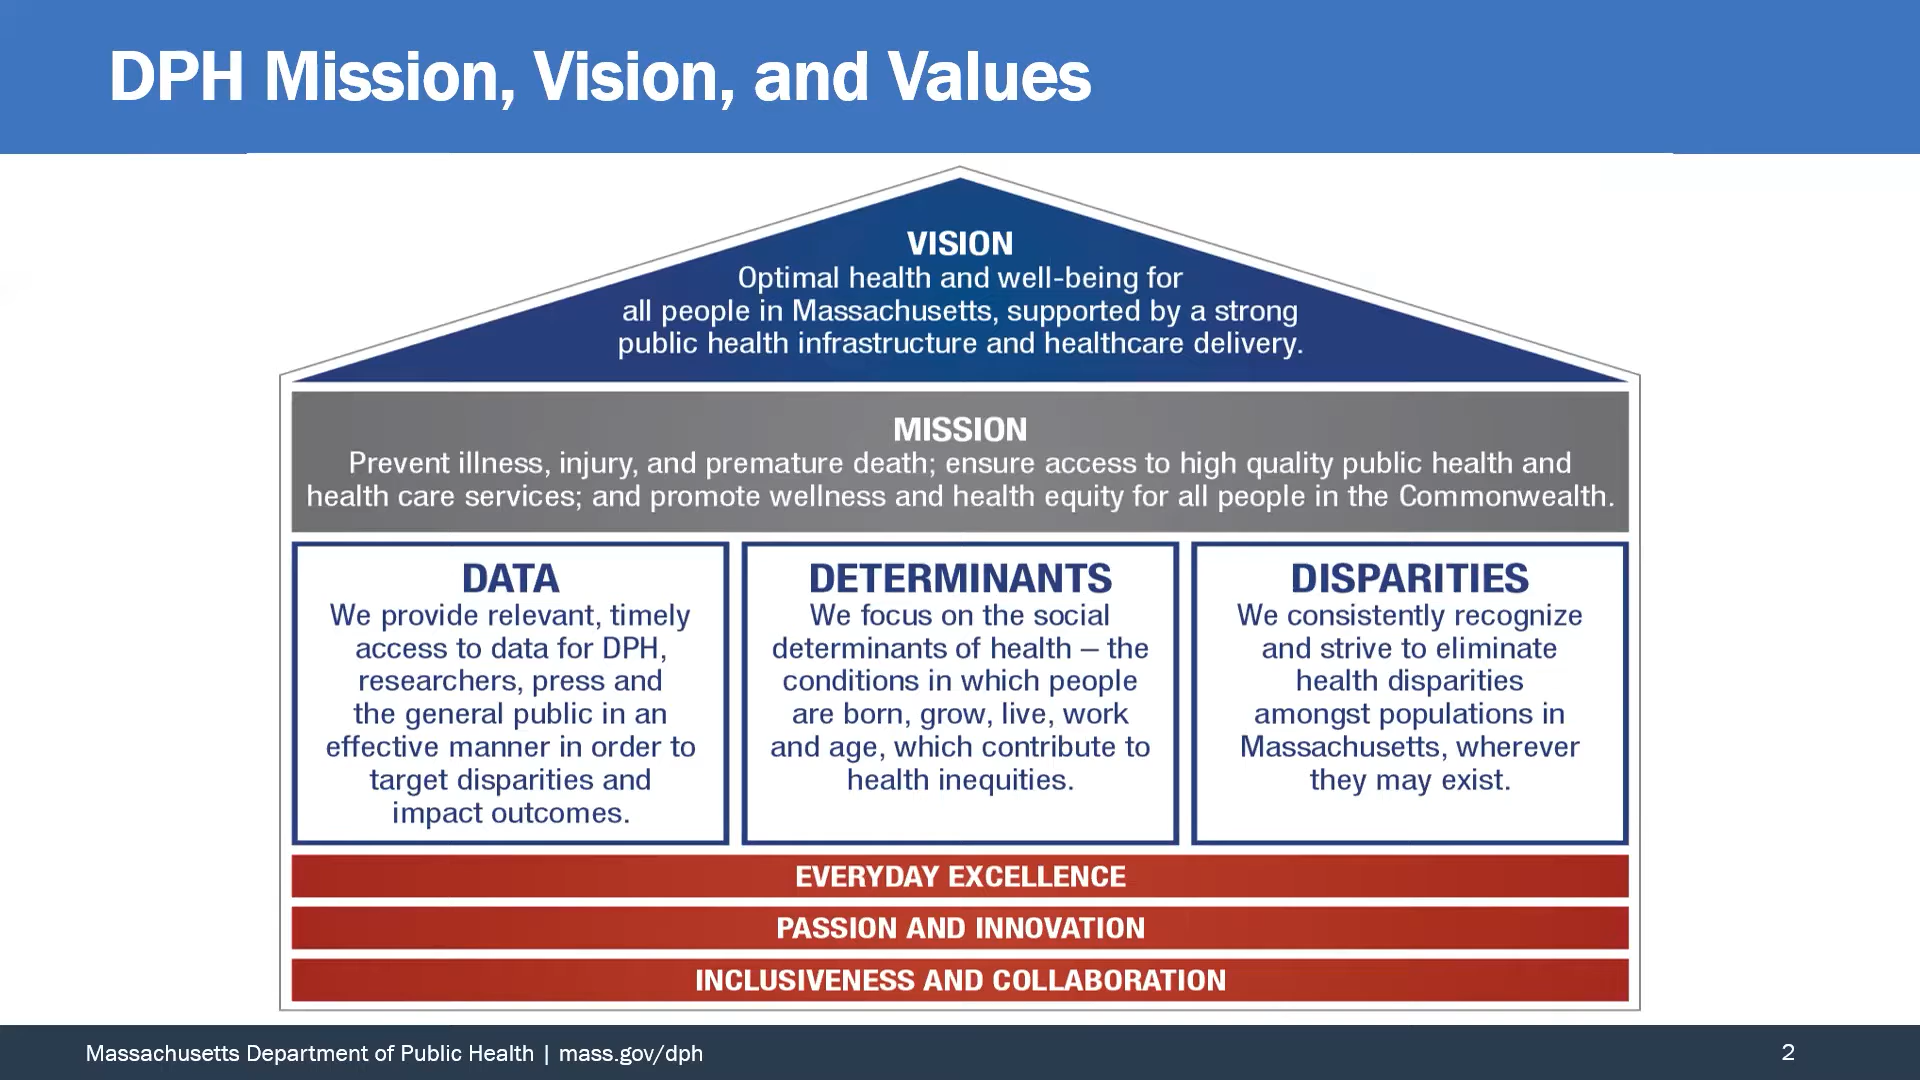 DPH Mission, Vision, and Values
VISION
Optimal health and well-being for
all people in Massachusetts, supported by a strong
public health infrastructure and healthcare delivery.
MISSION
Prevent illness, injury, and premature death; ensure access to high quality public health and
health care services; and promote wellness and health equity for all people in the Commonwealth.
DATA
We provide relevant, timely
access to data for DPH,
researchers, press and
the general public in an
effective manner in order to
target disparities and
impact outcomes.
DETERMINANTS
We focus on the social
determinants of health – the
conditions in which people
are born, grow, live, work
and age, which contribute to
health inequities.
DISPARITIES
We consistently recognize
and strive to eliminate
health disparities
amongst populations in
Massachusetts, wherever
they may exist.
EVERYDAY EXCELLENCE
PASSION AND INNOVATION
INCLUSIVENESS AND COLLABORATION
Massachusetts Department of Public Health | mass.gov/dph
2